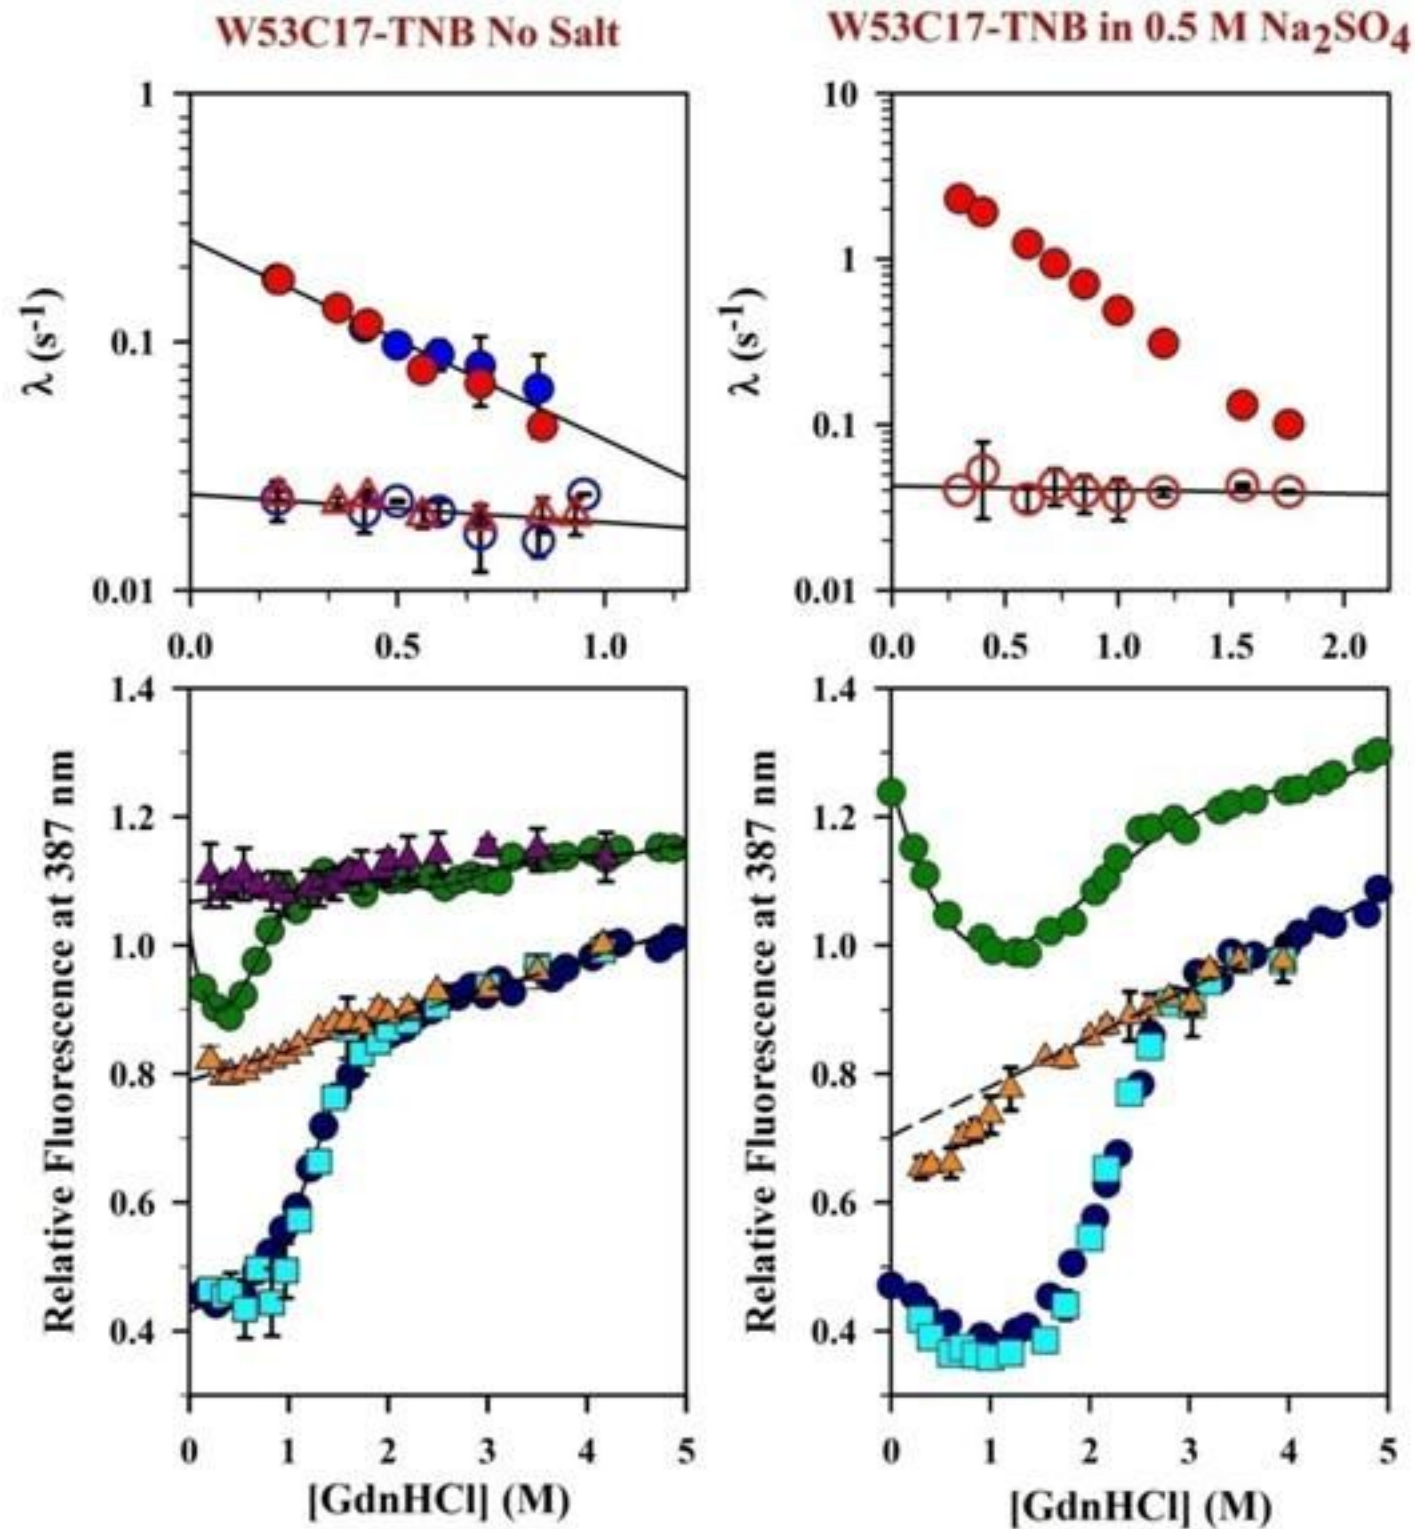 W53C17-TNB No Salt
W53C17-TNB in 0.5 M Na₂SO₄
λ (s⁻¹)
1
0.1
0.01
0.0 0.5 1.0
λ (s⁻¹)
10
1
0.1
0.01
0.0 0.5 1.0 1.5 2.0
Relative Fluorescence at 387 nm
1.4
1.2
1.0
0.8
0.6
0.4
0 1 2 3 4 5
[GdnHCl] (M)
Relative Fluorescence at 387 nm
1.4
1.2
1.0
0.8
0.6
0.4
0 1 2 3 4 5
[GdnHCl] (M)